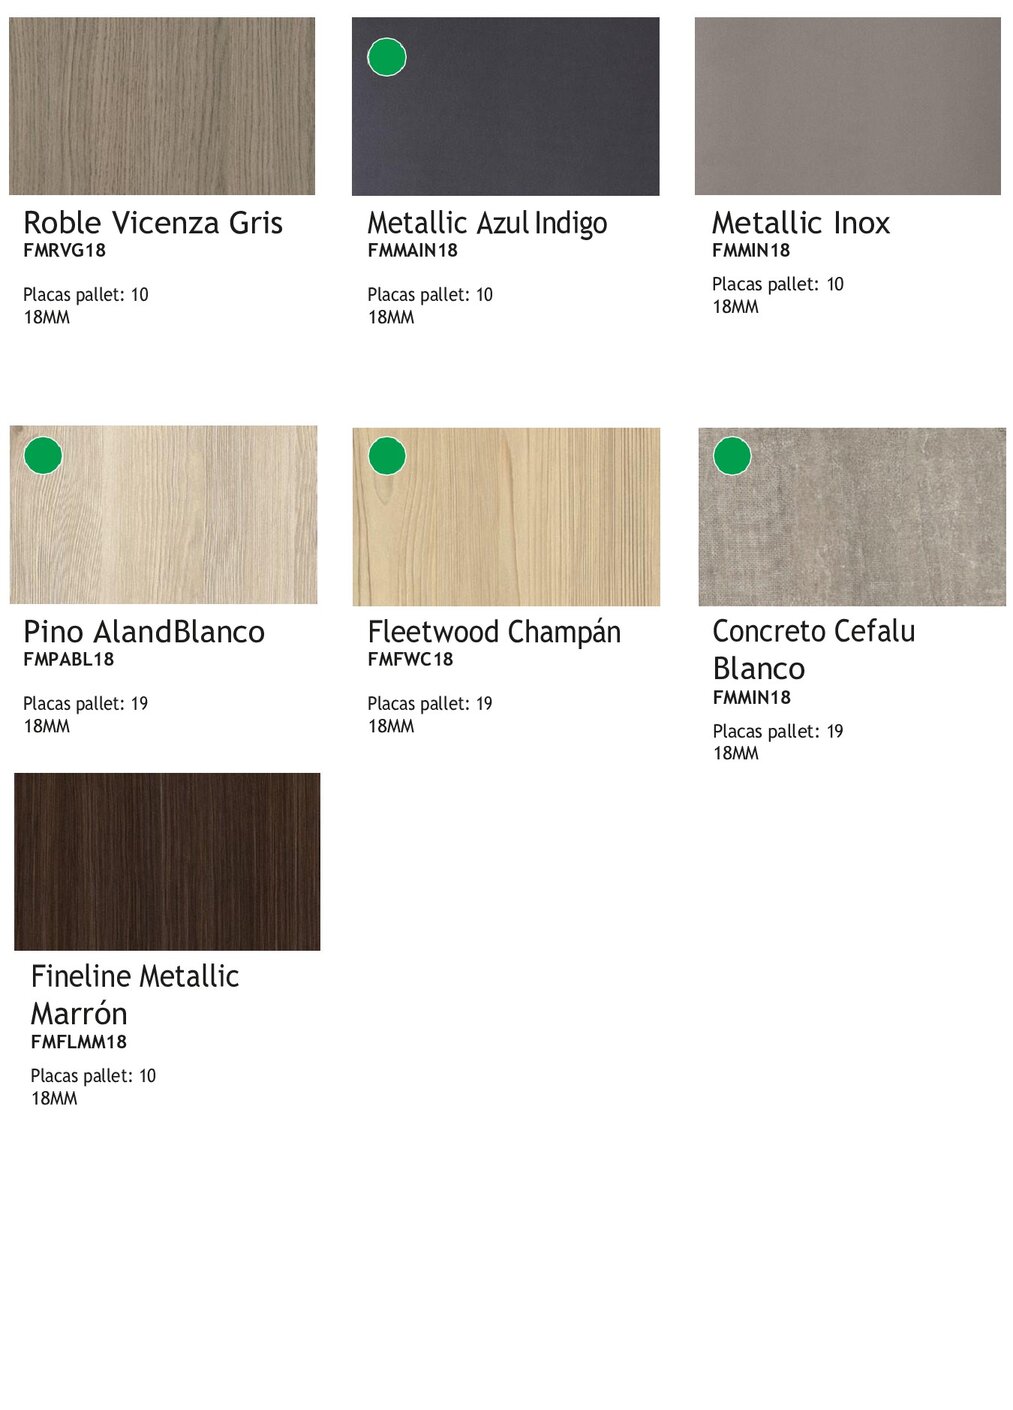 Roble Vicenza Gris
FMRVG18
Placas pallet: 10
18MM
Metallic Azul Indigo
FMMAIN18
Placas pallet: 10
18MM
Metallic Inox
FMMIN18
Placas pallet: 10
18MM
Pino AlandBlanco
FMPABL18
Placas pallet: 19
18MM
Fleetwood Champán
FMFWC18
Placas pallet: 19
18MM
Concreto Cefalu
Blanco
FMMIN18
Placas pallet: 19
18MM
Fineline Metallic
Marrón
FMFLMM18
Placas pallet: 10
18MM